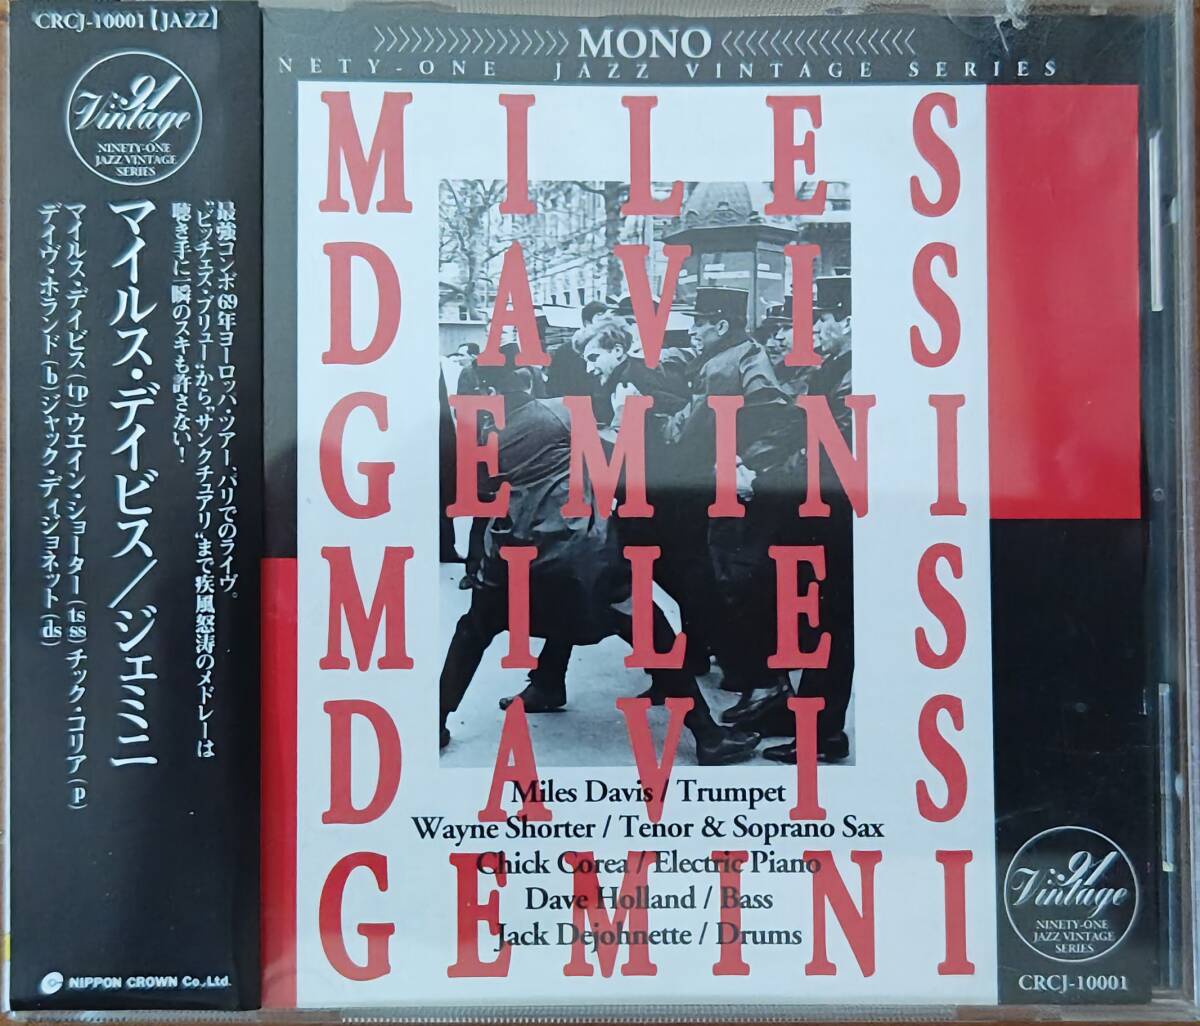 CRCJ-10001【JAZZ】
91
Vintage
NINETY-ONE
JAZZ VINTAGE
SERIES
最強コンボ69年ヨーロッパ・ツアー、パリでのライヴ。
"ビッチェズ・ブリュー"から"サンクチュアリ"まで疾風怒涛のメドレーは
聴き手に一瞬のスキも許さない!
マイルス・デイビス/ジェミニ
マイルス・デイビス(tp)ウエイン・ショーター(ts ss)チック・コリア(p)
デイヴ・ホランド(b)ジャック・ディジョネット(ds)
NIPPON CROWN Co., Ltd.
MONO
NETY-ONE JAZZ VINTAGE SERIES
MILES
DAVIS
GEMINI
MILES
DAVIS
GEMINI
Miles Davis / Trumpet
Wayne Shorter / Tenor & Soprano Sax
Chick Corea / Electric Piano
Dave Holland / Bass
Jack Dejohnette / Drums
91
Vintage
NINETY-ONE
JAZZ VINTAGE
SERIES
CRCJ-10001